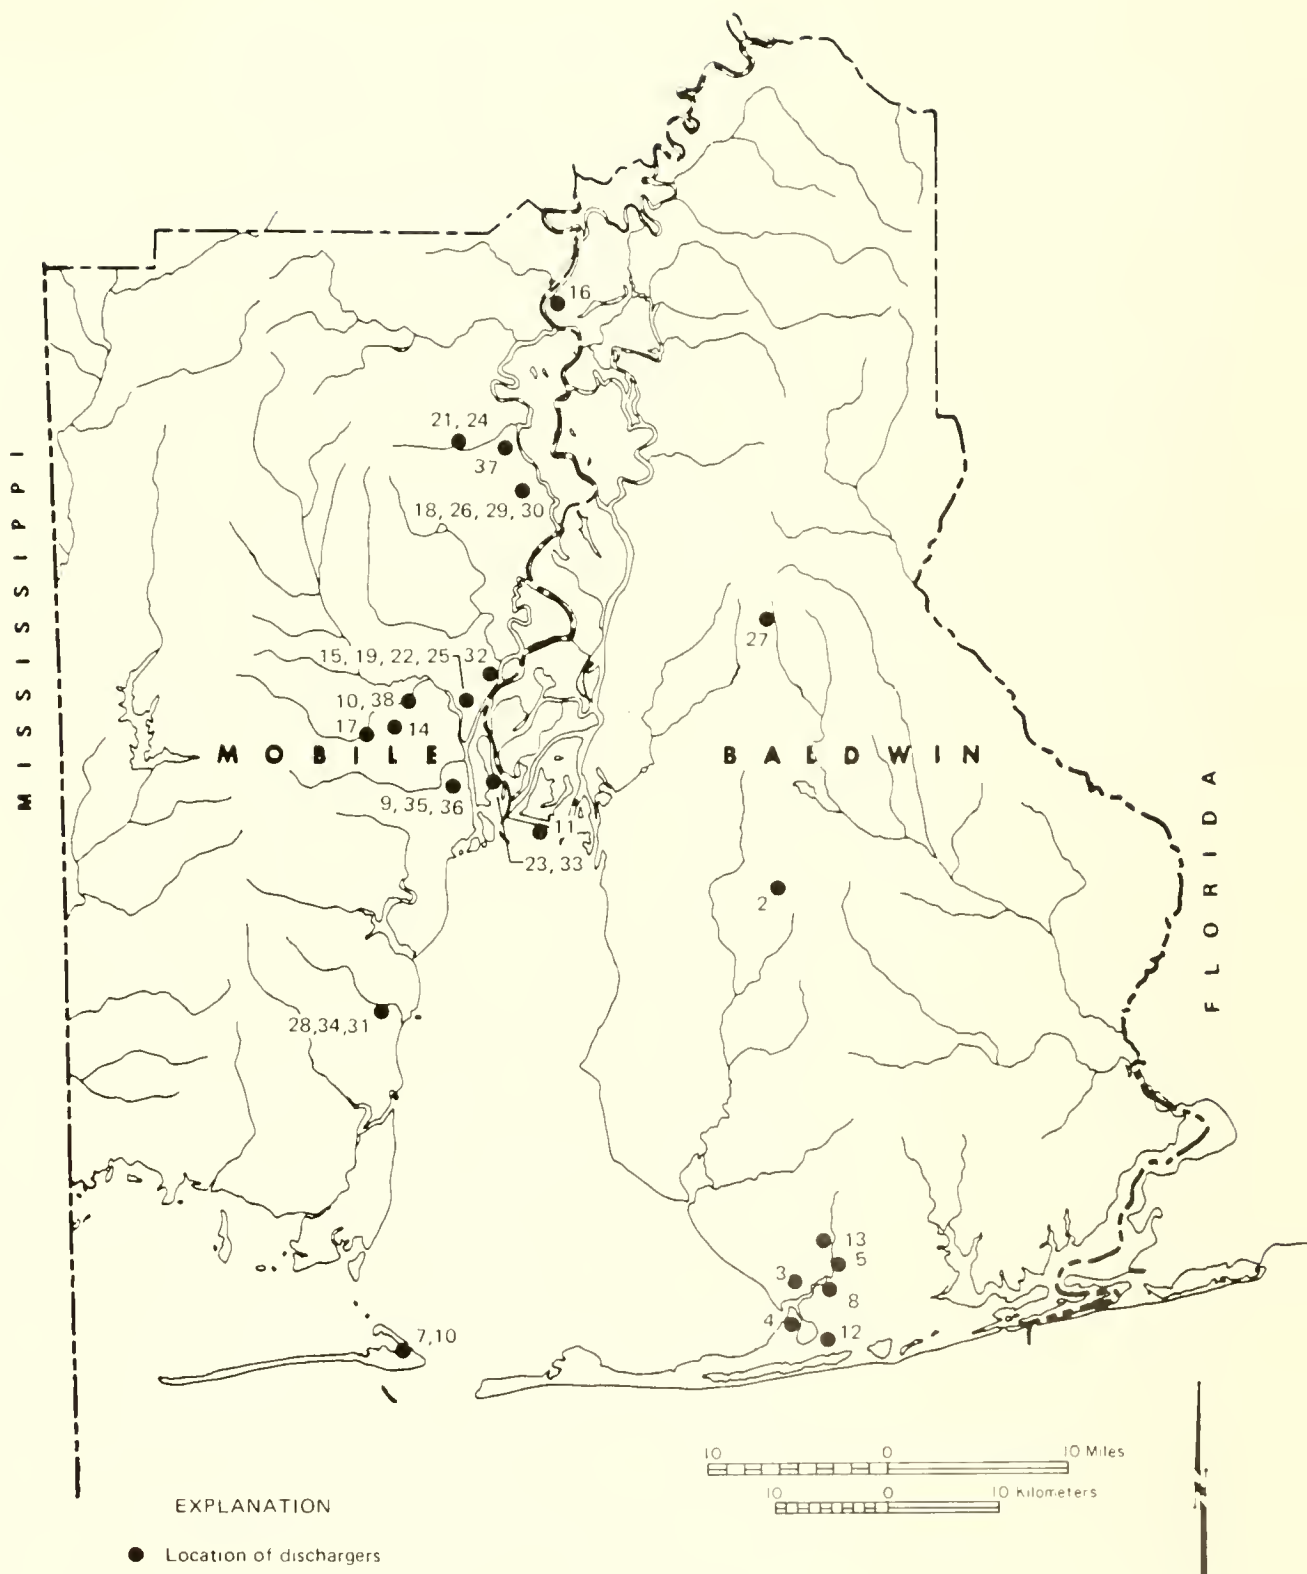 16
21, 24
37
18, 26, 29, 30
27
15, 19, 22, 25-32
10, 38
17
14
MISSISSIPPI
MOBILE
BALDWIN
FLORIDA
9, 35, 36
11
23, 33
2
28,34,31
13
5
3
8
4
12
7,10
10 0 10 Miles
10 0 10 Kilometers
EXPLANATION
Location of dischargers